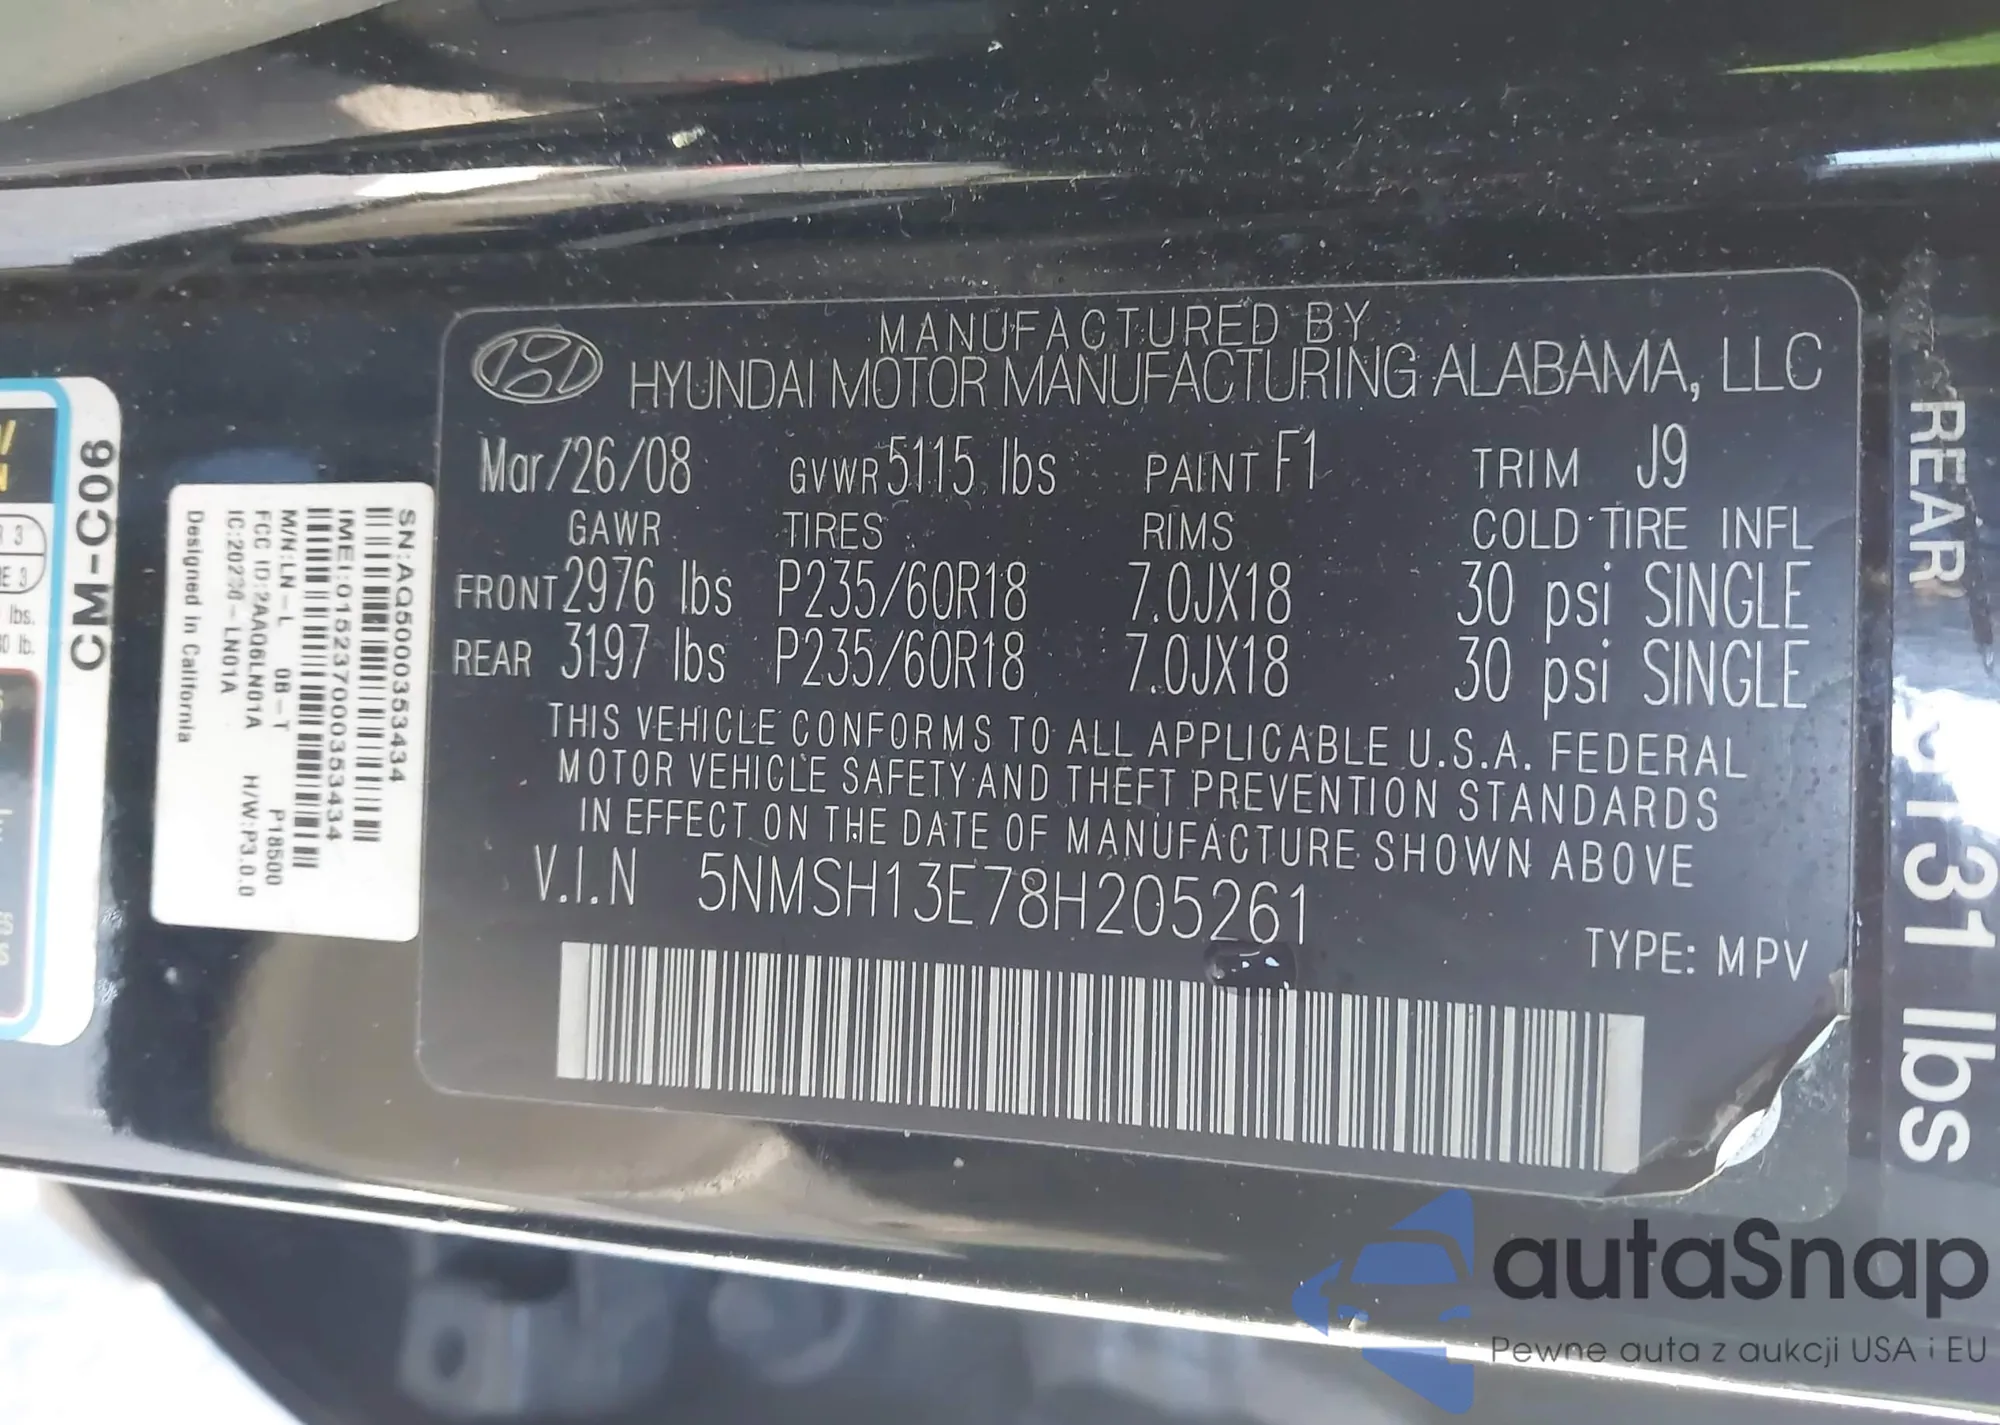 MANUFACTURED BY
HYUNDAI MOTOR MANUFACTURING ALABAMA, LLC
Mar/26/08 GVWR 5115 lbs PAINT F1 TRIM J9
GAWR TIRES RIMS COLD TIRE INFL
FRONT 2976 lbs P235/60R18 7.0JX18 30 psi SINGLE
REAR 3197 lbs P235/60R18 7.0JX18 30 psi SINGLE
THIS VEHICLE CONFORMS TO ALL APPLICABLE U.S.A. FEDERAL
MOTOR VEHICLE SAFETY AND THEFT PREVENTION STANDARDS
IN EFFECT ON THE DATE OF MANUFACTURE SHOWN ABOVE
V.I.N 5NMSH13E78H205261
TYPE: MPV
SN:AQ5000353434
IMEI:015237000353434
M/N:LN-L 0B-T P18500
FCC ID:2AAQ6LN01A H/W:P3.0.0
IC:20230-LN01A
Designed in California
CM-C06
lbs.
lb.
REAR
131 lbs
autaSnap
Pewne auta z aukcji USA i EU